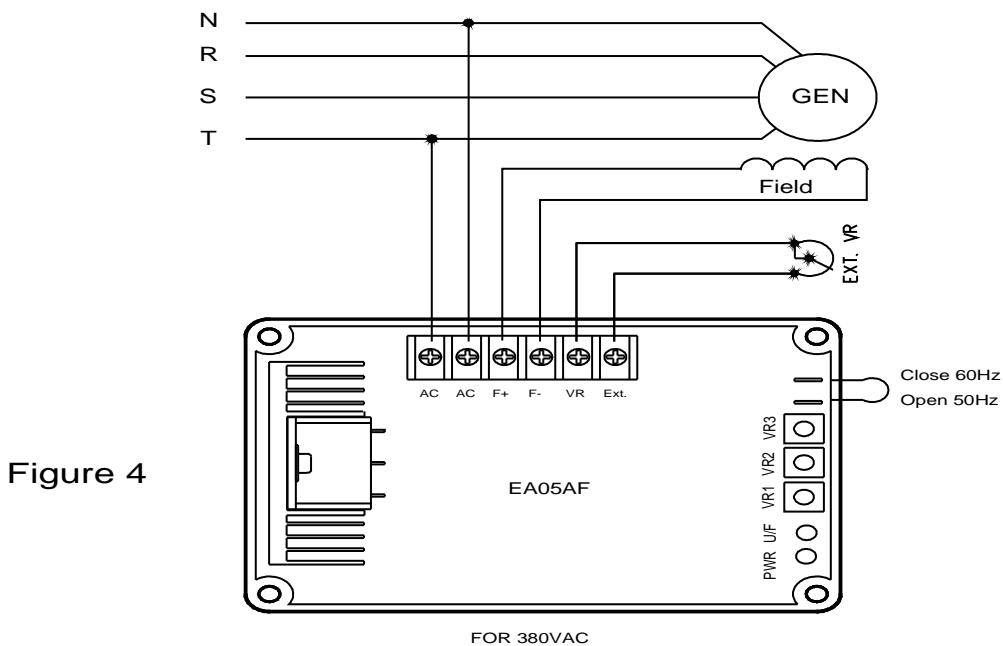 N
R
S
T
GEN
Field
EXT. VR
AC AC F+ F- VR Ext.
Close 60Hz
Open 50Hz
VR3
VR2
VR1
U/F
PWR
EA05AF
Figure 4
FOR 380VAC